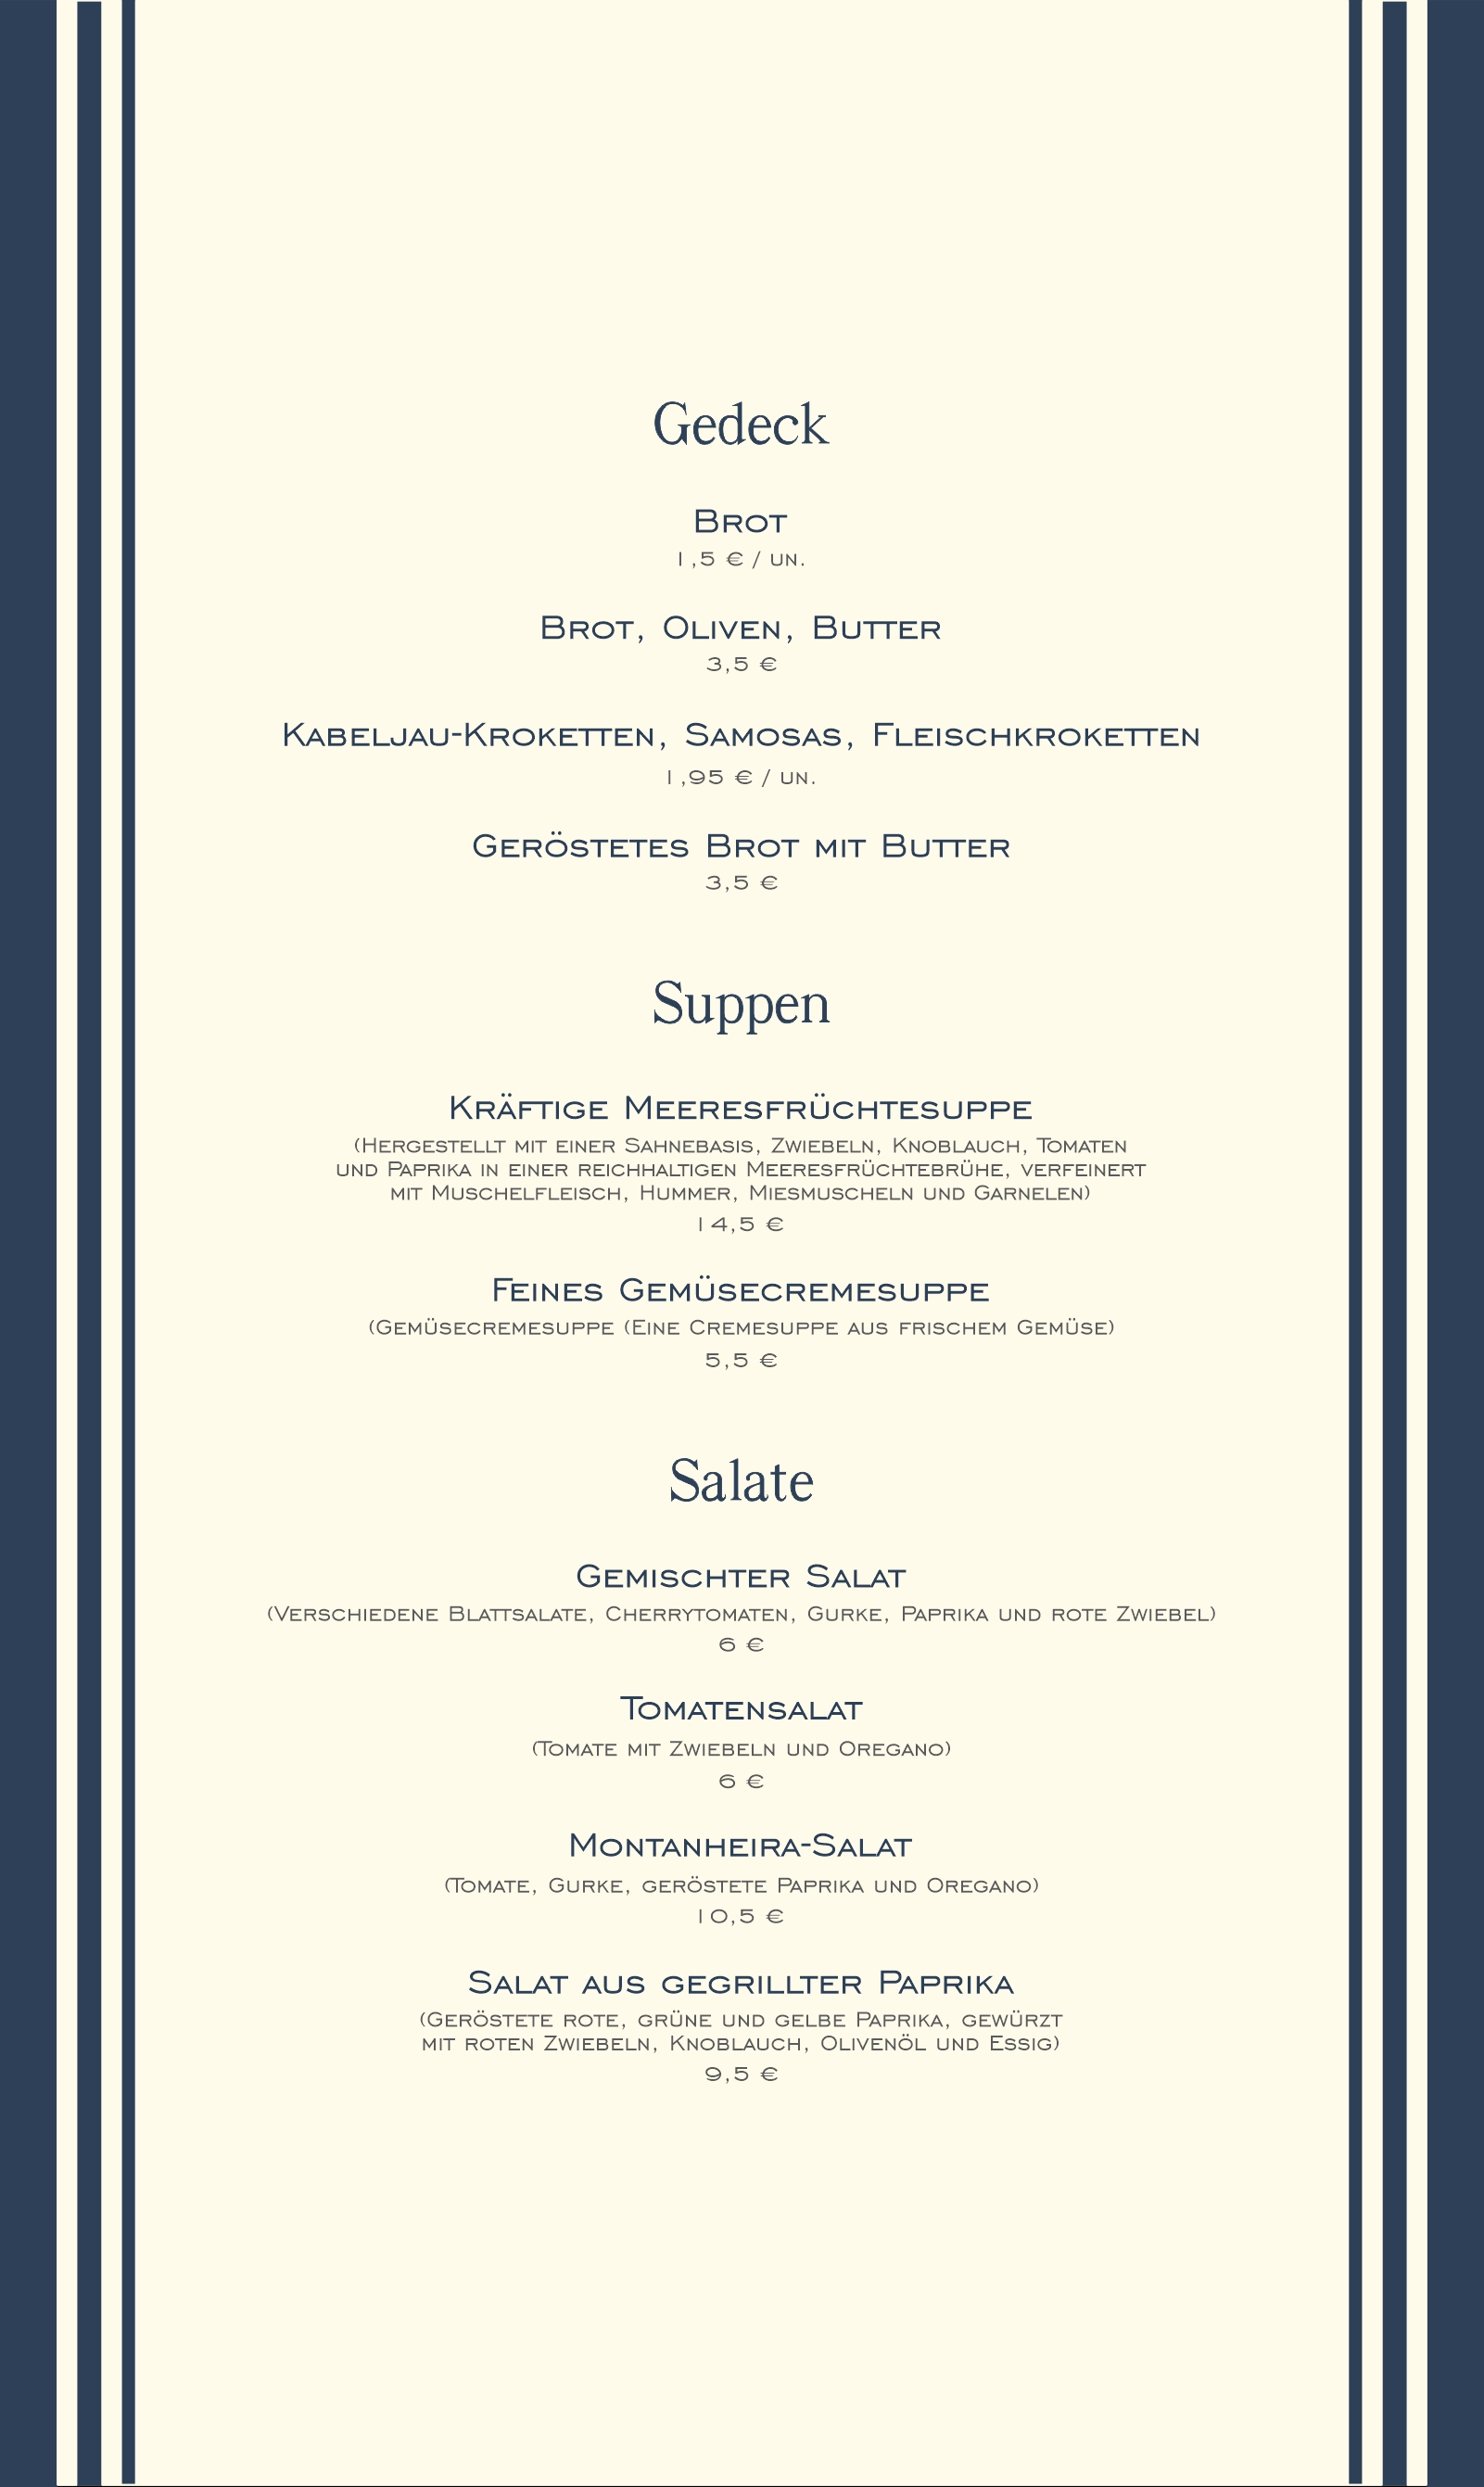 Gedeck
Brot
1,5 € / un.
Brot, Oliven, Butter
3,5 €
Kabeljau-Kroketten, Samosas, Fleischkroketten
1,95 € / un.
Geröstetes Brot mit Butter
3,5 €
Suppen
Kräftige Meeresfrüchtesuppe
(Hergestellt mit einer Sahnebasis, Zwiebeln, Knoblauch, Tomaten
und Paprika in einer reichhaltigen Meeresfrüchtebrühe, verfeinert
mit Muschelfleisch, Hummer, Miesmuscheln und Garnelen)
14,5 €
Feines Gemüsecremesuppe
(Gemüsecremesuppe (Eine Cremesuppe aus frischem Gemüse)
5,5 €
Salate
Gemischter Salat
(Verschiedene Blattsalate, Cherrytomaten, Gurke, Paprika und rote Zwiebel)
6 €
Tomatensalat
(Tomate mit Zwiebeln und Oregano)
6 €
Montanheira-Salat
(Tomate, Gurke, geröstete Paprika und Oregano)
10,5 €
Salat aus gegrillter Paprika
(Geröstete rote, grüne und gelbe Paprika, gewürzt
mit roten Zwiebeln, Knoblauch, Olivenöl und Essig)
9,5 €